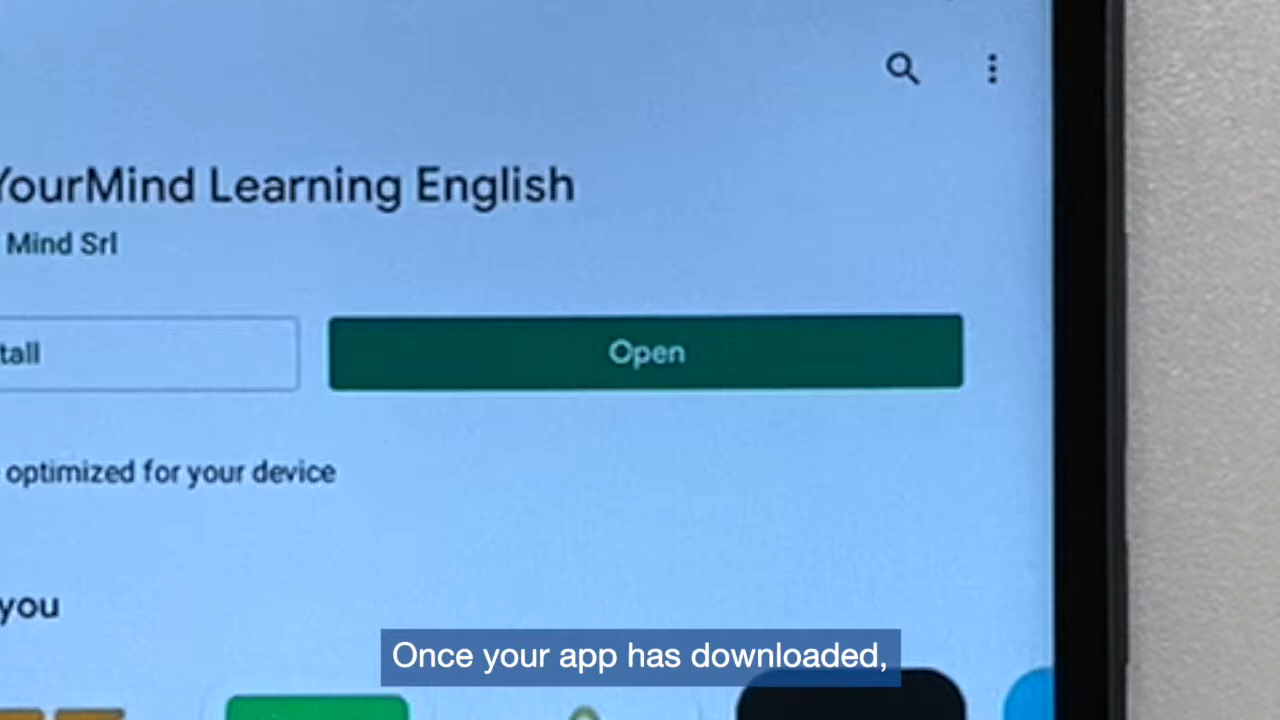 YourMind Learning English
Mind Srl
tall
Open
optimized for your device
you
Once your app has downloaded,